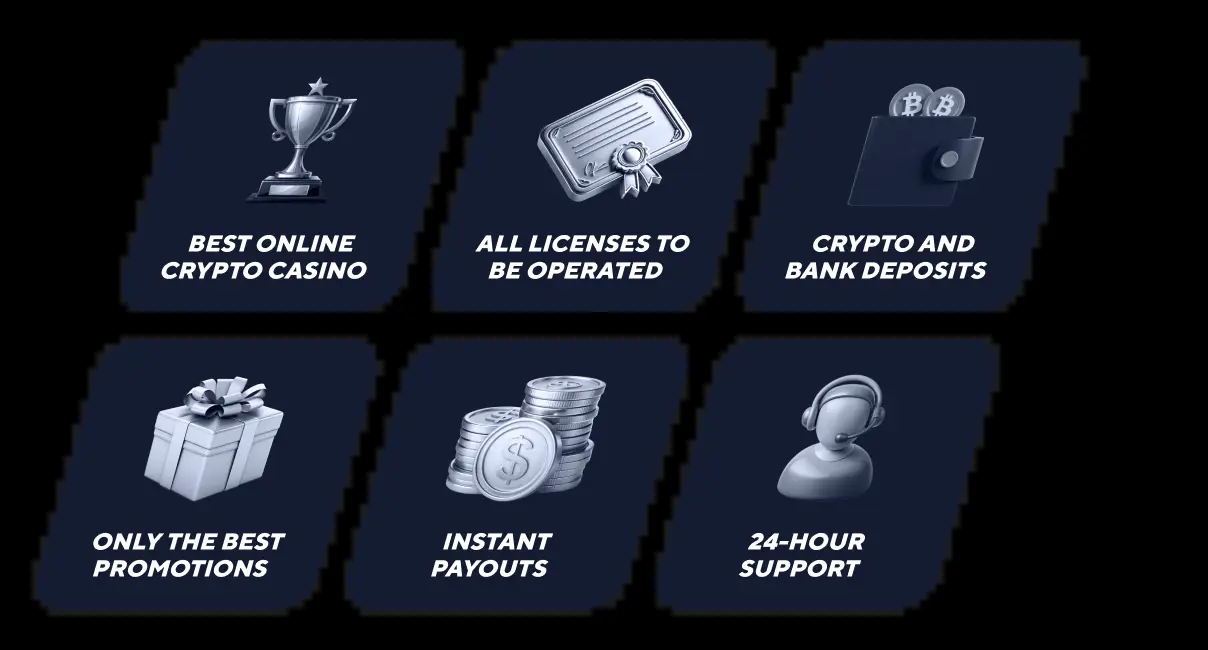 BEST ONLINE
CRYPTO CASINO
ALL LICENSES TO
BE OPERATED
CRYPTO AND
BANK DEPOSITS
ONLY THE BEST
PROMOTIONS
INSTANT
PAYOUTS
24-HOUR
SUPPORT